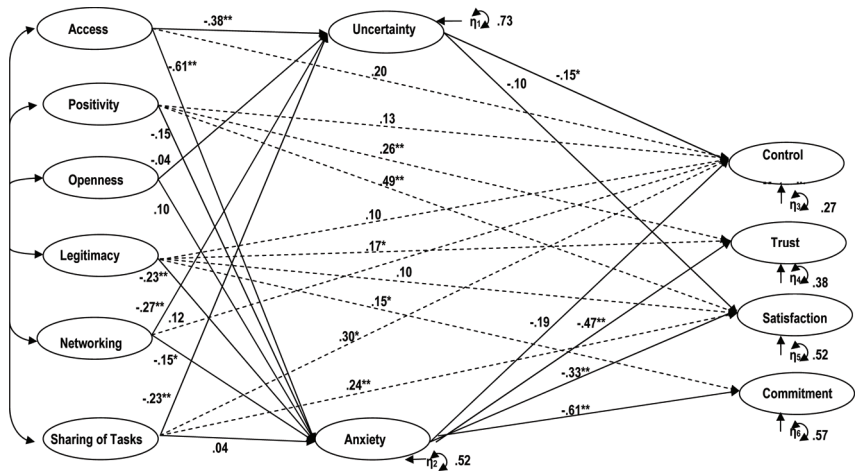 Access
-.38**
Uncertainty
η1
.73
-.61**
.20
-.15*
-.10
Positivity
-.15
.13
-.04
.26**
Control
η3
.27
Openness
.49**
.10
.10
Legitimacy
.17*
Trust
η4
.38
-.23**
.10
-.27**
.15*
Satisfaction
η5
.52
.12
-.19
-.47**
Networking
.30*
-.15*
-.33**
.24**
Commitment
η6
.57
-.23**
-.61**
Sharing of Tasks
.04
Anxiety
η2
.52